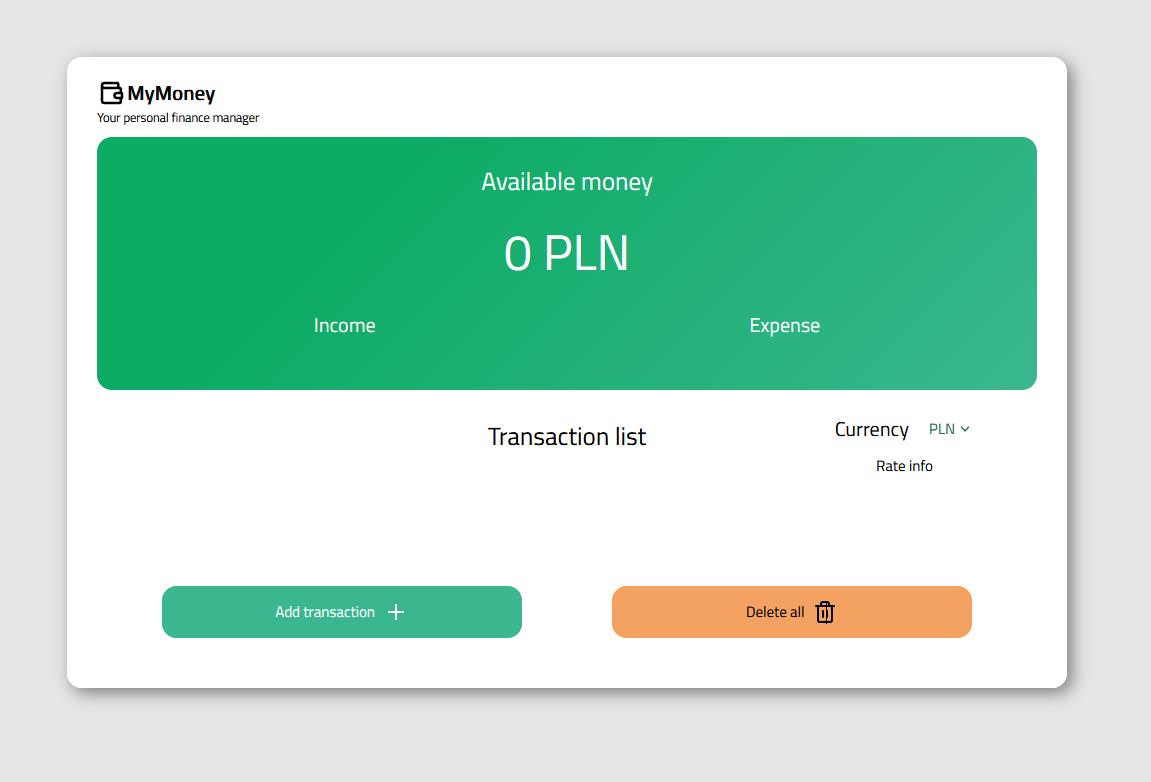 MyMoney
Your personal finance manager
Available money
0 PLN
Income Expense
Transaction list
Currency PLN
Rate info
Add transaction
Delete all